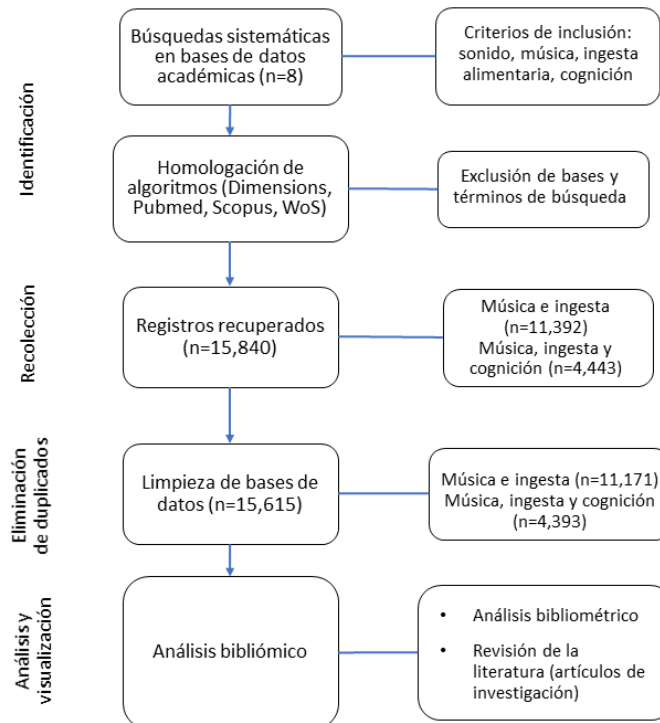 Identificación
Búsquedas sistemáticas
en bases de datos
académicas (n=8)
Criterios de inclusión:
sonido, música, ingesta
alimentaria, cognición
Homologación de
algoritmos (Dimensions,
Pubmed, Scopus, WoS)
Exclusión de bases y
términos de búsqueda
Recolección
Registros recuperados
(n=15,840)
Música e ingesta
(n=11,392)
Música, ingesta y
cognición (n=4,443)
Eliminación
de duplicados
Limpieza de bases de
datos (n=15,615)
Música e ingesta (n=11,171)
Música, ingesta y cognición
(n=4,393)
Análisis y
visualización
Análisis bibliómico
• Análisis bibliométrico
• Revisión de la
literatura (artículos de
investigación)